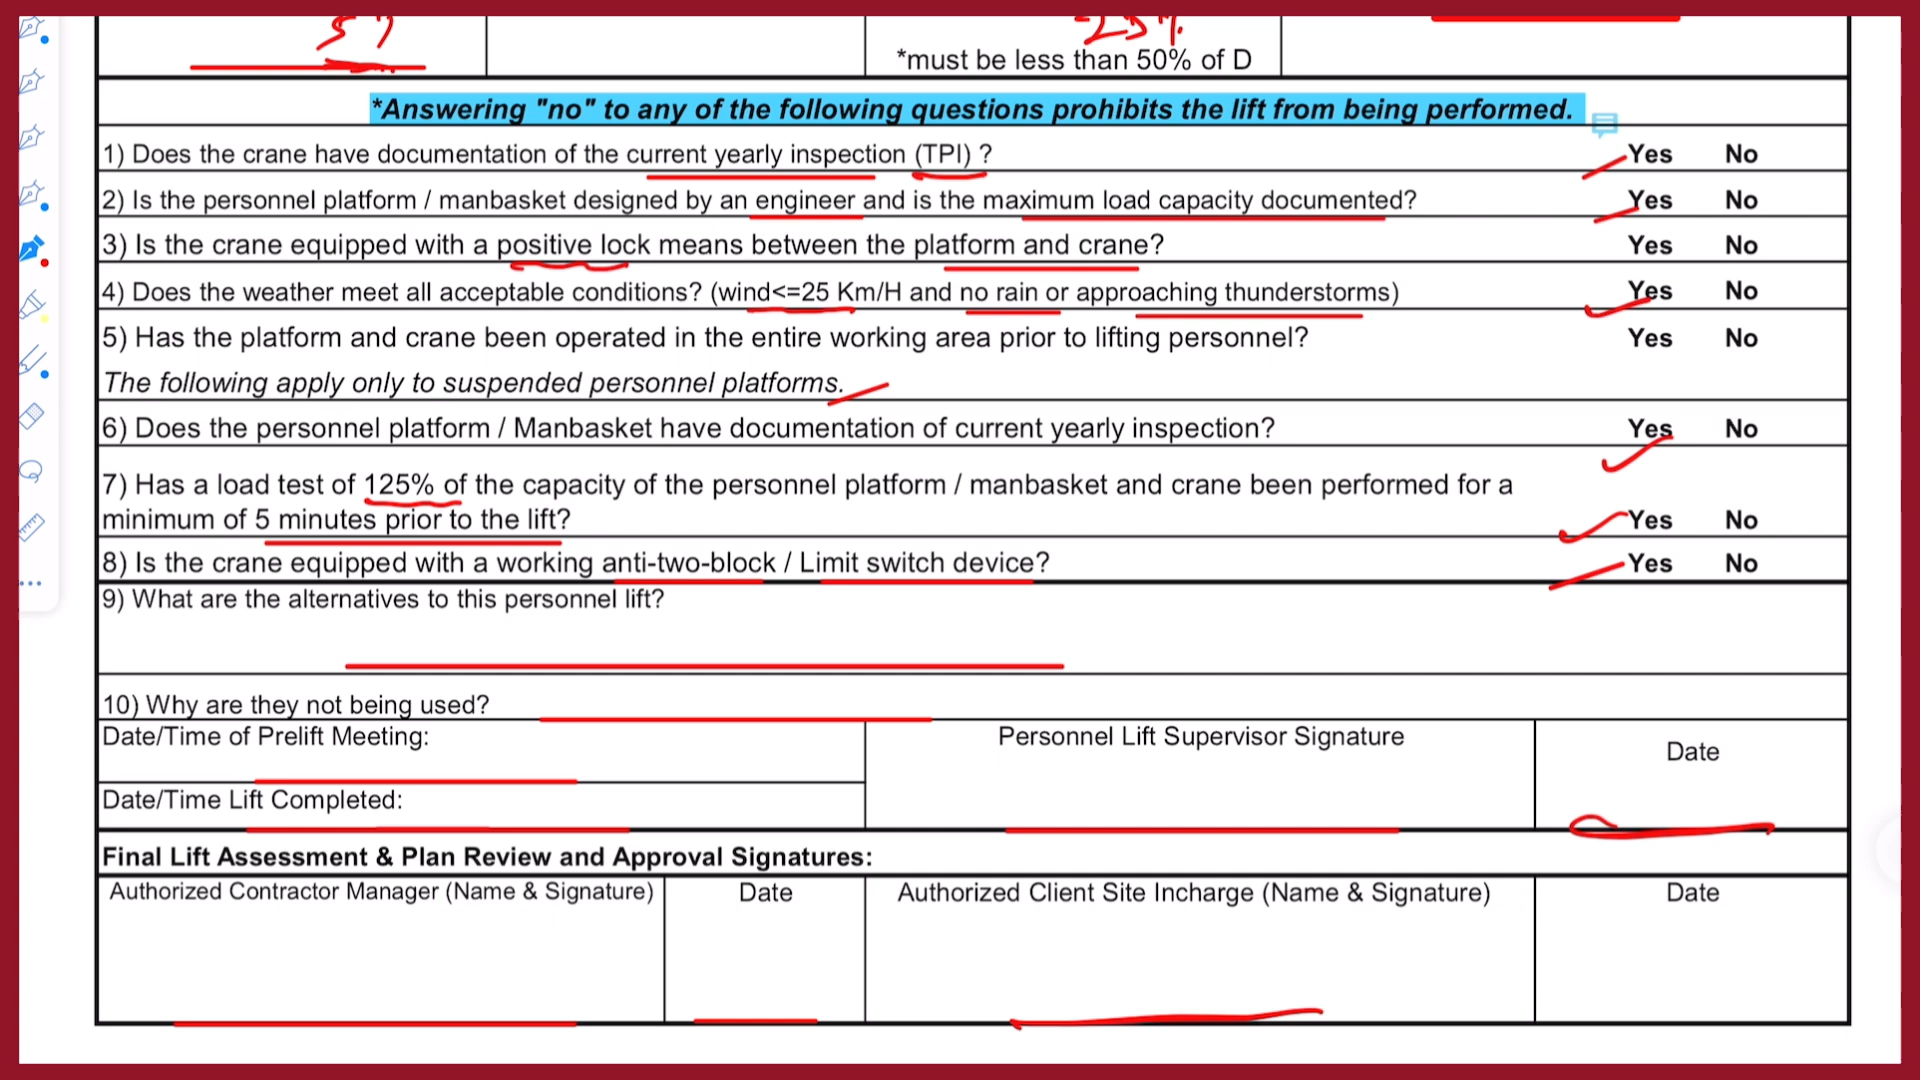 *must be less than 50% of D
*Answering "no" to any of the following questions prohibits the lift from being performed.
1) Does the crane have documentation of the current yearly inspection (TPI) ? Yes No
2) Is the personnel platform / manbasket designed by an engineer and is the maximum load capacity documented? Yes No
3) Is the crane equipped with a positive lock means between the platform and crane? Yes No
4) Does the weather meet all acceptable conditions? (wind<=25 Km/H and no rain or approaching thunderstorms) Yes No
5) Has the platform and crane been operated in the entire working area prior to lifting personnel? Yes No
The following apply only to suspended personnel platforms.
6) Does the personnel platform / Manbasket have documentation of current yearly inspection? Yes No
7) Has a load test of 125% of the capacity of the personnel platform / manbasket and crane been performed for a
minimum of 5 minutes prior to the lift? Yes No
8) Is the crane equipped with a working anti-two-block / Limit switch device? Yes No
9) What are the alternatives to this personnel lift?
10) Why are they not being used?
Date/Time of Prelift Meeting:
Personnel Lift Supervisor Signature
Date
Date/Time Lift Completed:
Final Lift Assessment & Plan Review and Approval Signatures:
Authorized Contractor Manager (Name & Signature) Date Authorized Client Site Incharge (Name & Signature) Date